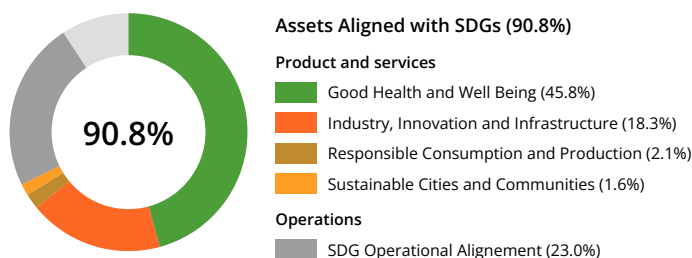 90.8%
Assets Aligned with SDGs (90.8%)
Product and services
Good Health and Well Being (45.8%)
Industry, Innovation and Infrastructure (18.3%)
Responsible Consumption and Production (2.1%)
Sustainable Cities and Communities (1.6%)
Operations
SDG Operational Alignement (23.0%)